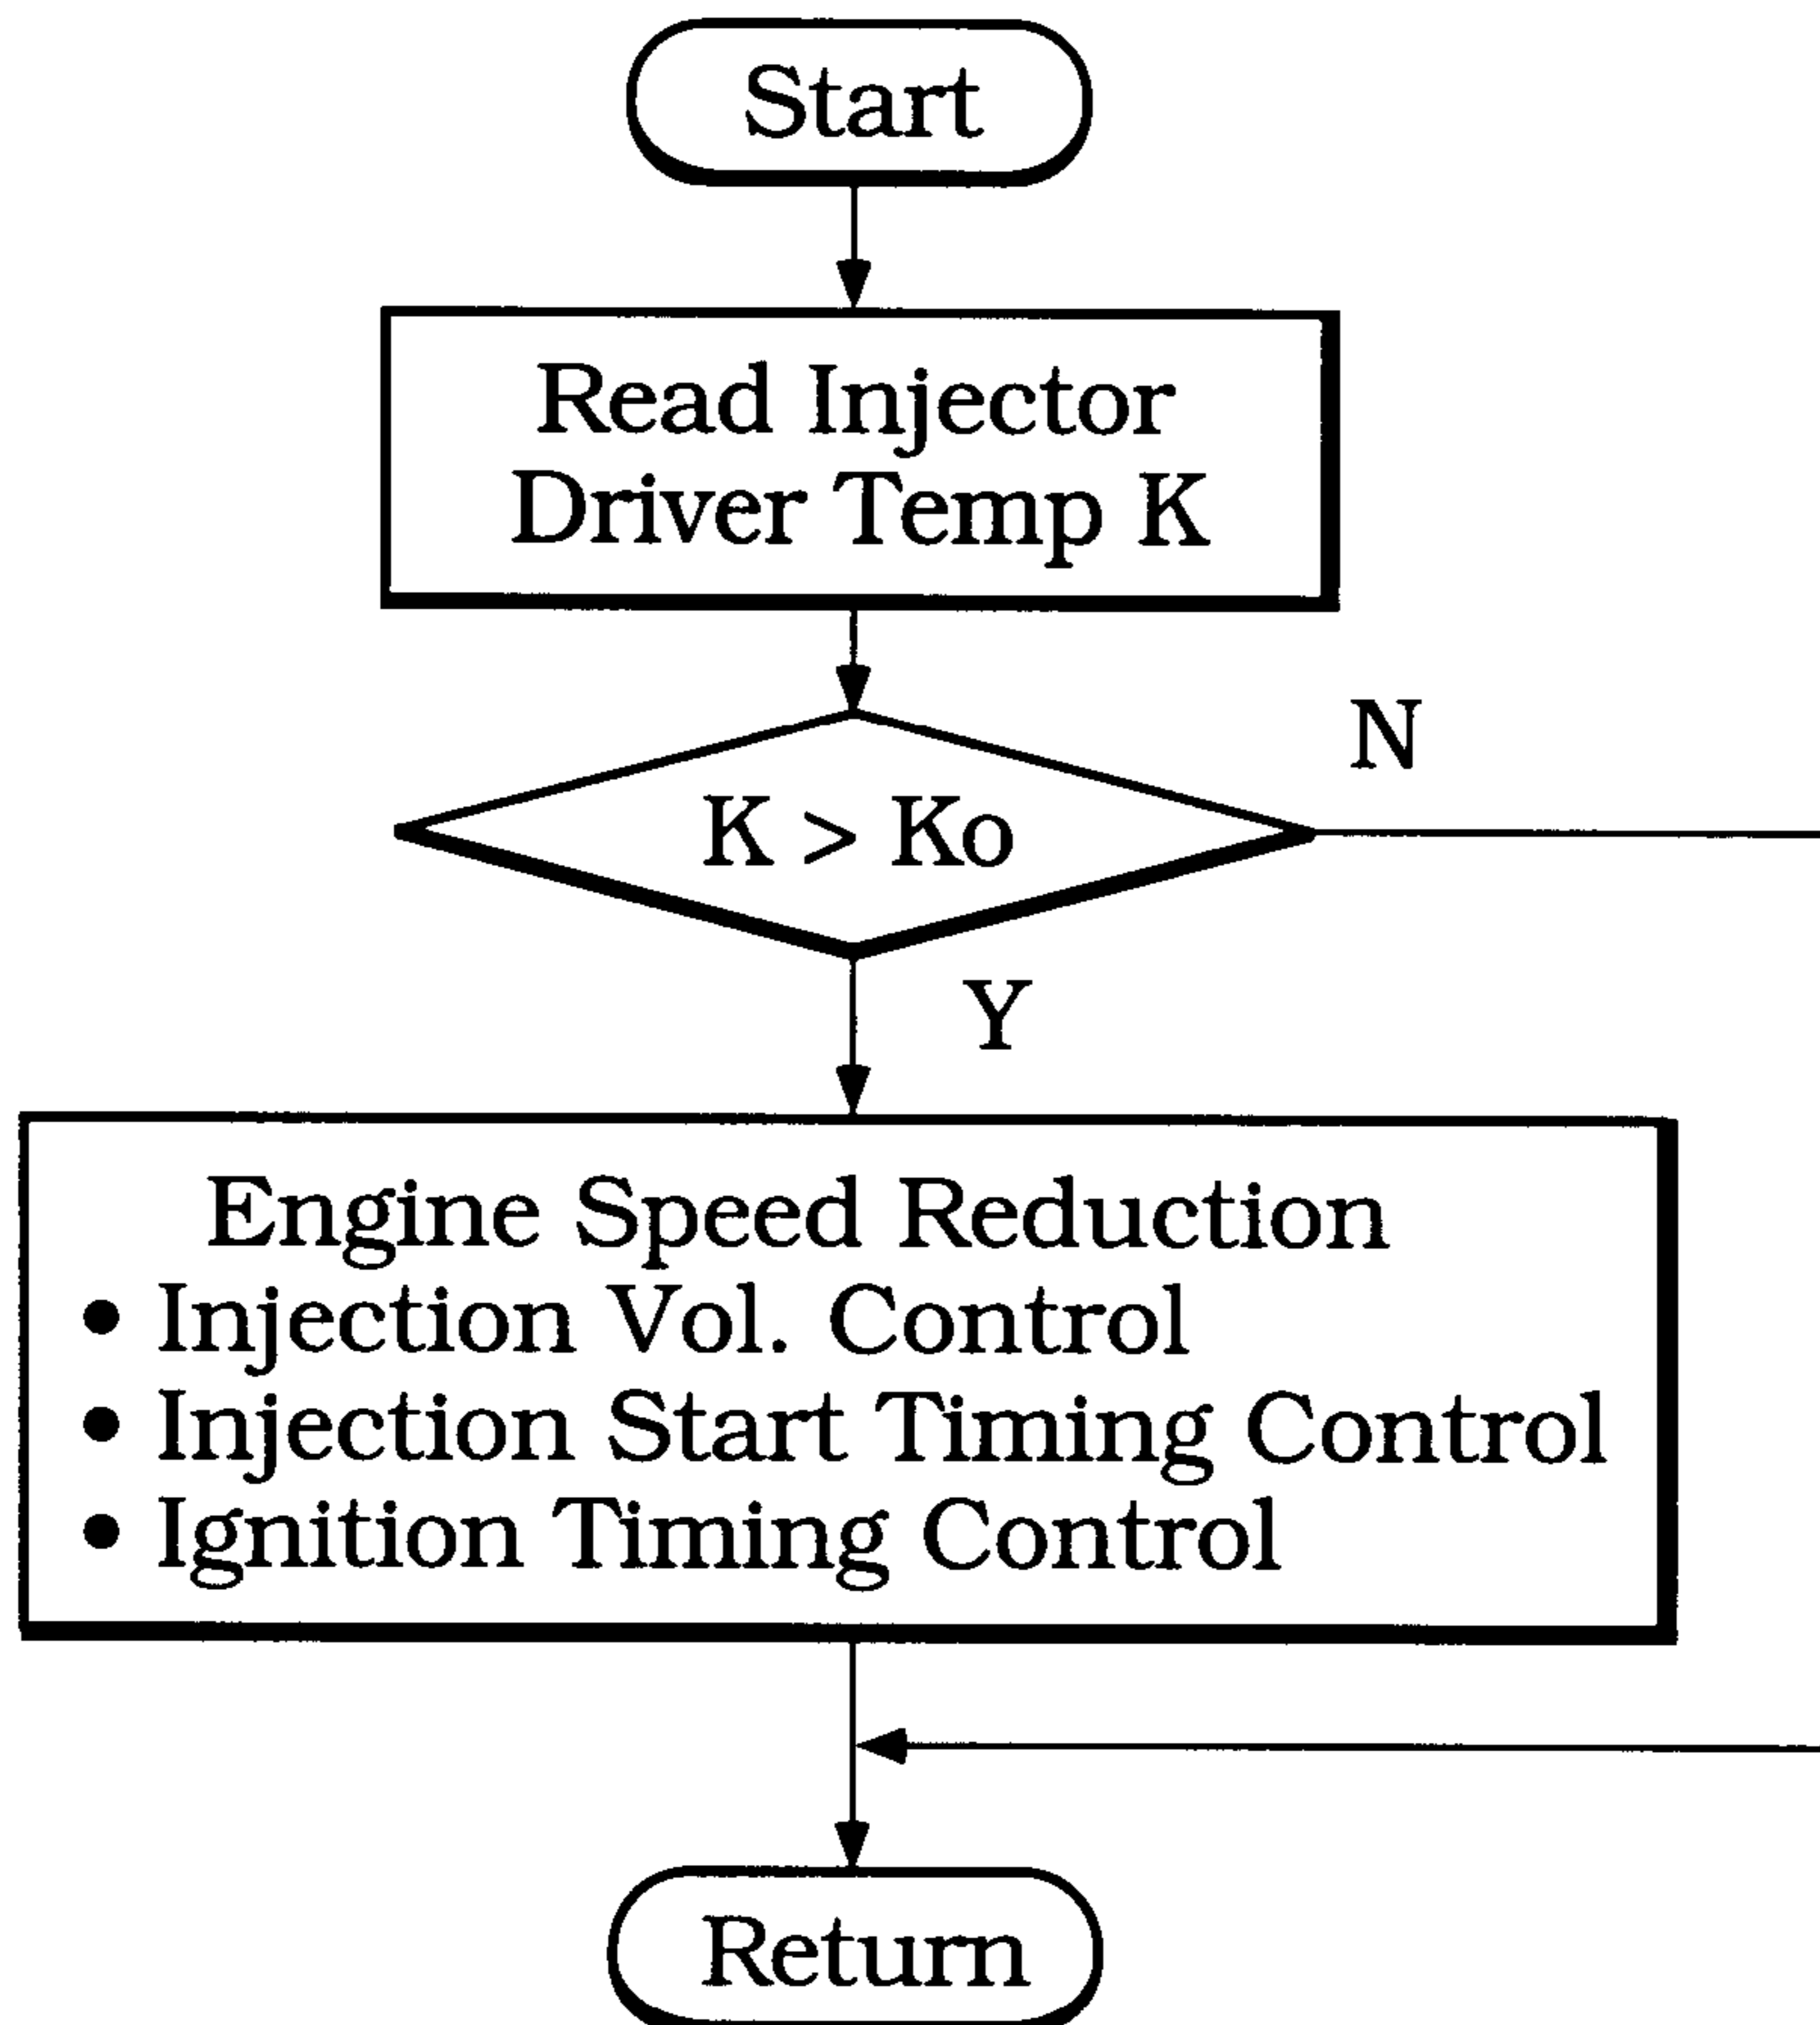 Start
Read Injector
Driver Temp K
N
K > Ko
Y
Engine Speed Reduction
• Injection Vol. Control
• Injection Start Timing Control
• Ignition Timing Control
Return